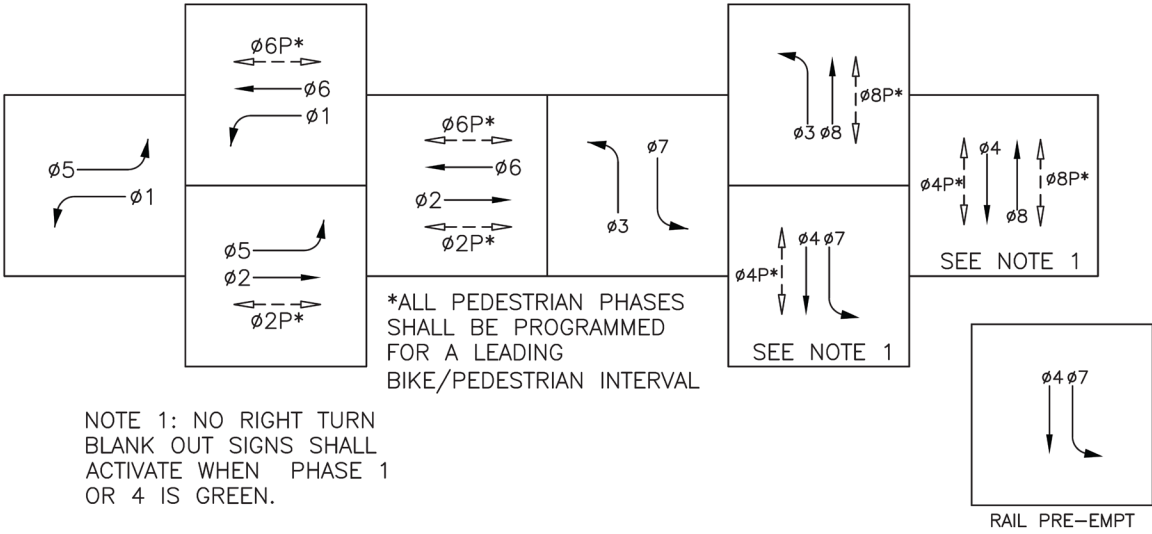 ø5
ø1
ø6P*
ø6
ø1
ø5
ø2
ø2P*
ø6P*
ø6
ø2
ø2P*
ø7
ø3
ø3 ø8
ø8P*
ø4 ø7
ø4P*
SEE NOTE 1
ø4
ø4P*
ø8P*
ø8
SEE NOTE 1
*ALL PEDESTRIAN PHASES
SHALL BE PROGRAMMED
FOR A LEADING
BIKE/PEDESTRIAN INTERVAL
NOTE 1: NO RIGHT TURN
BLANK OUT SIGNS SHALL
ACTIVATE WHEN PHASE 1
OR 4 IS GREEN.
ø4 ø7
RAIL PRE-EMPT